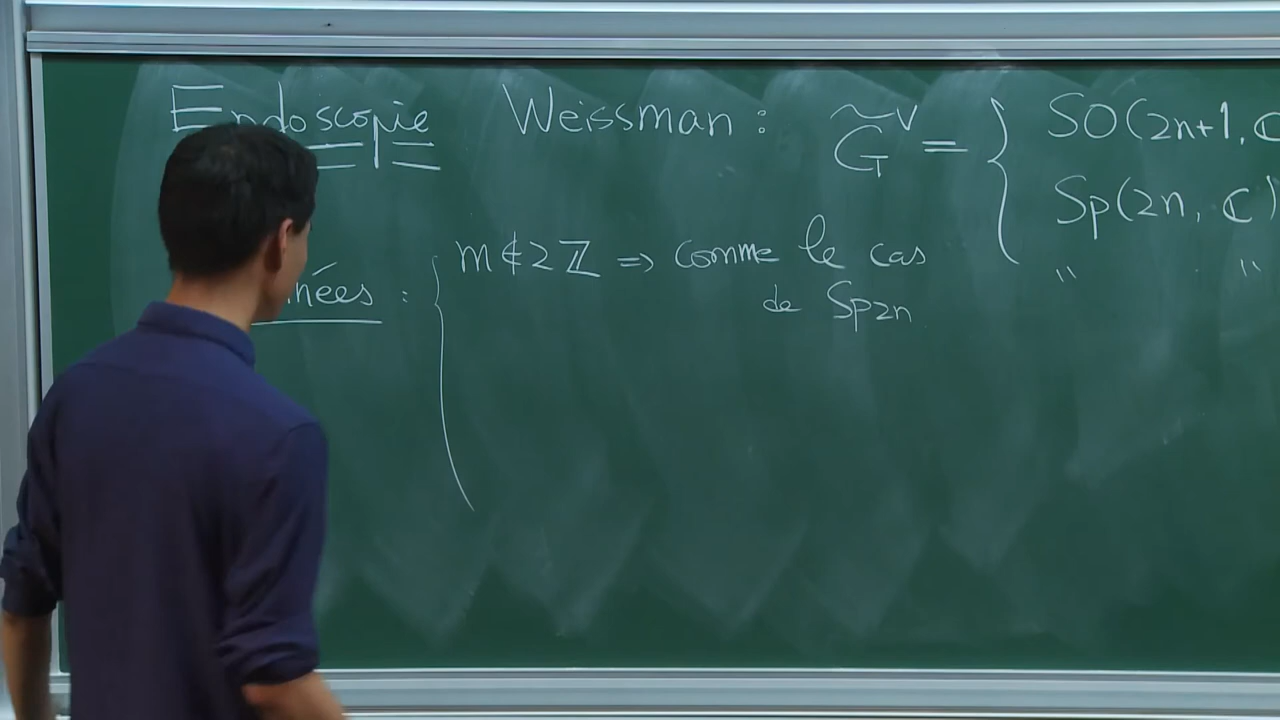 Endoscopie Weissman : G̃^∨ = { SO(2n+1, ℂ
Sp(2n, ℂ)
" "
nées : { m ∉ 2ℤ ⇒ comme le cas
de Sp2n